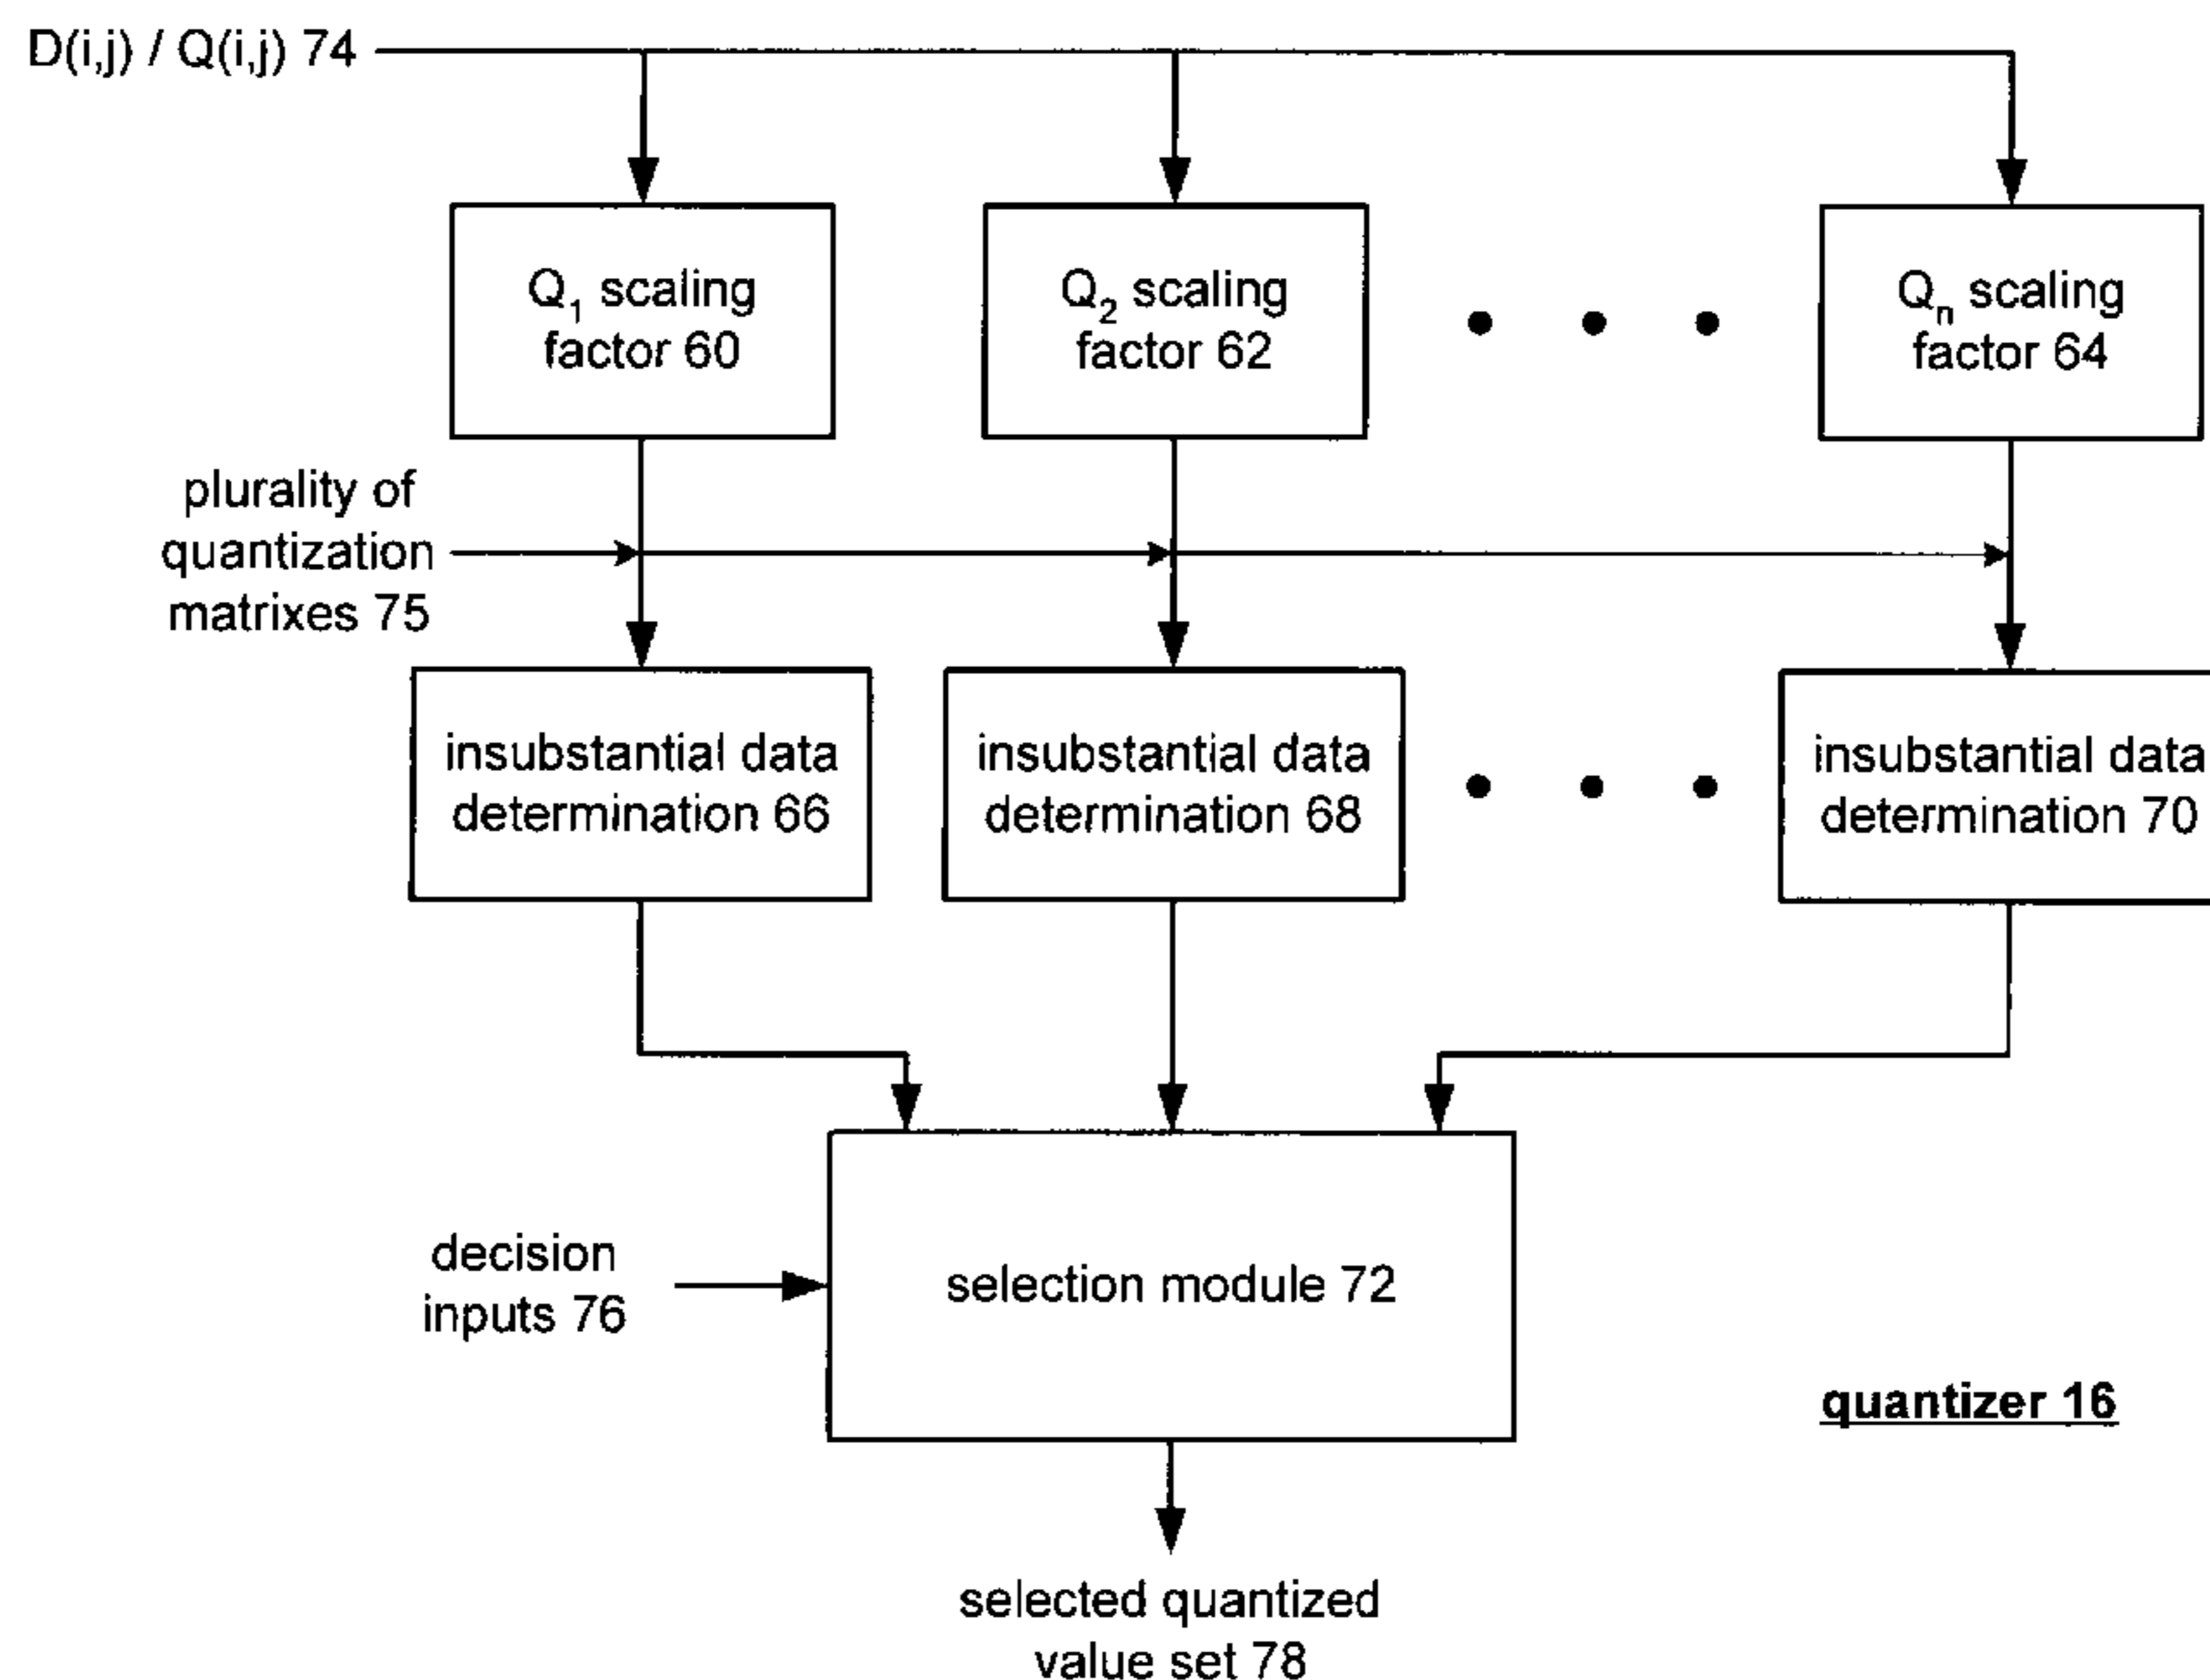 D(i,j) / Q(i,j) 74
Q1 scaling
factor 60
Q2 scaling
factor 62
Qn scaling
factor 64
plurality of
quantization
matrixes 75
insubstantial data
determination 66
insubstantial data
determination 68
insubstantial data
determination 70
decision
inputs 76
selection module 72
quantizer 16
selected quantized
value set 78